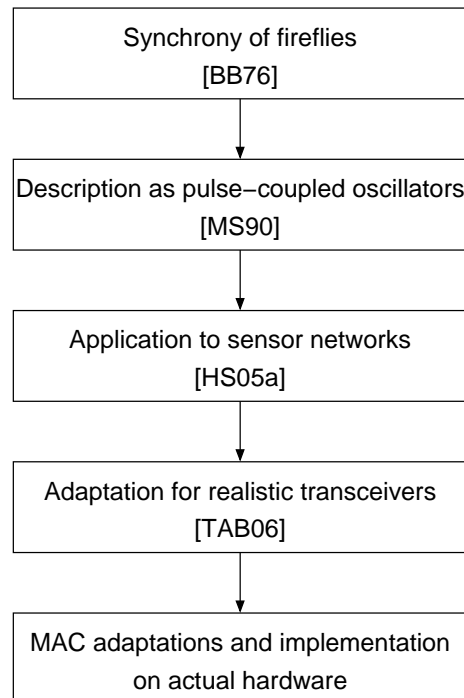 Synchrony of fireflies
[BB76]
Description as pulse−coupled oscillators
[MS90]
Application to sensor networks
[HS05a]
Adaptation for realistic transceivers
[TAB06]
MAC adaptations and implementation
on actual hardware